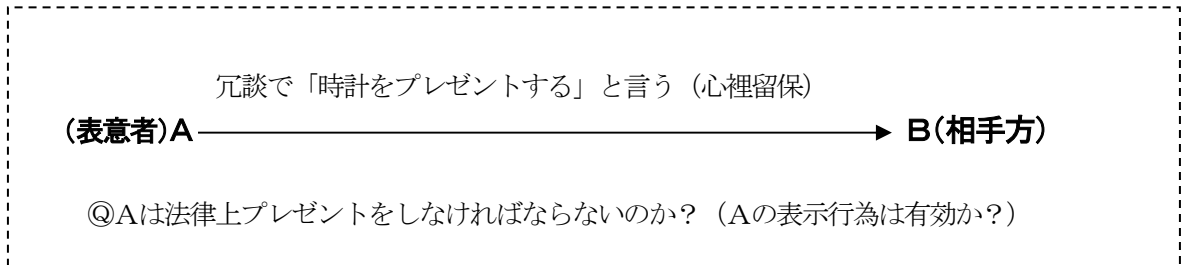 冗談で「時計をプレゼントする」と言う（心裡留保）
（表意者）Ａ Ｂ（相手方）
ⓆＡは法律上プレゼントをしなければならないのか？（Ａの表示行為は有効か？）